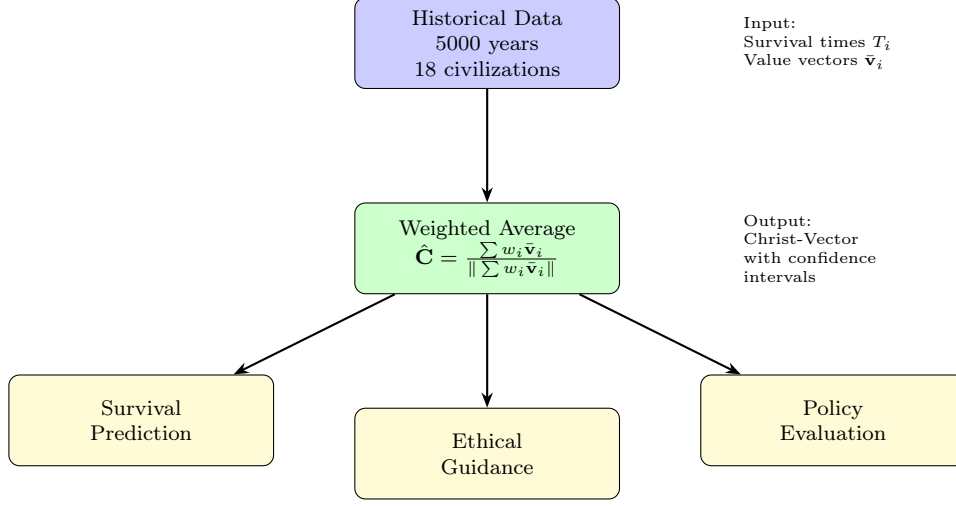 Historical Data
5000 years
18 civilizations
Input:
Survival times $T_i$
Value vectors $\bar{\mathbf{v}}_i$
Weighted Average
$\hat{\mathbf{C}} = \frac{\sum w_i \bar{\mathbf{v}}_i}{\| \sum w_i \bar{\mathbf{v}}_i \|}$
Output:
Christ-Vector
with confidence
intervals
Survival
Prediction
Ethical
Guidance
Policy
Evaluation